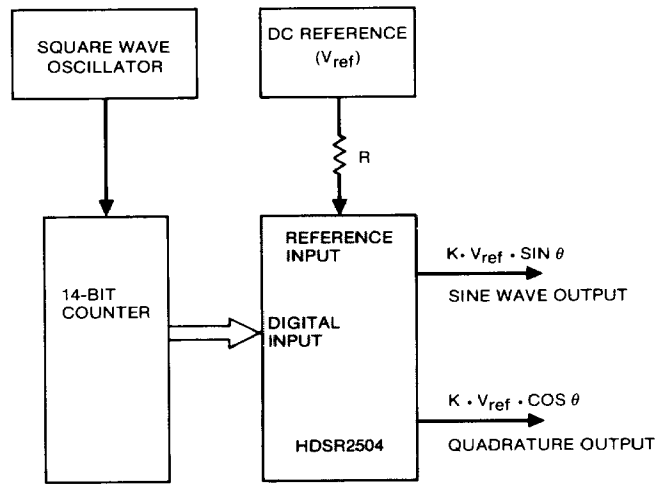 SQUARE WAVE
OSCILLATOR
DC REFERENCE
(Vref)
R
14-BIT
COUNTER
REFERENCE
INPUT
DIGITAL
INPUT
HDSR2504
K • Vref • SIN θ
SINE WAVE OUTPUT
K • Vref • COS θ
QUADRATURE OUTPUT